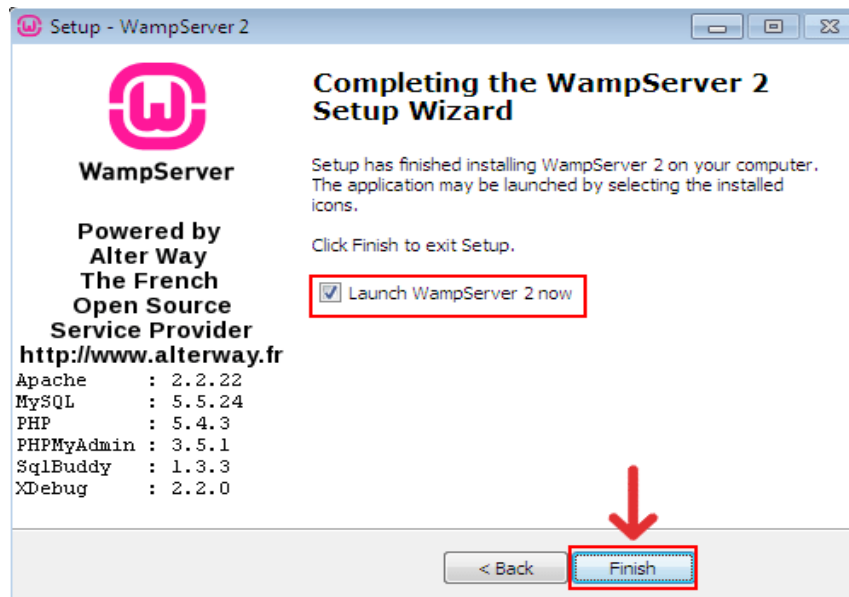 Setup - WampServer 2
WampServer
Powered by
Alter Way
The French
Open Source
Service Provider
http://www.alterway.fr
Apache : 2.2.22
MySQL : 5.5.24
PHP : 5.4.3
PHPMyAdmin : 3.5.1
SqlBuddy : 1.3.3
XDebug : 2.2.0
Completing the WampServer 2
Setup Wizard
Setup has finished installing WampServer 2 on your computer.
The application may be launched by selecting the installed
icons.
Click Finish to exit Setup.
Launch WampServer 2 now
< Back
Finish